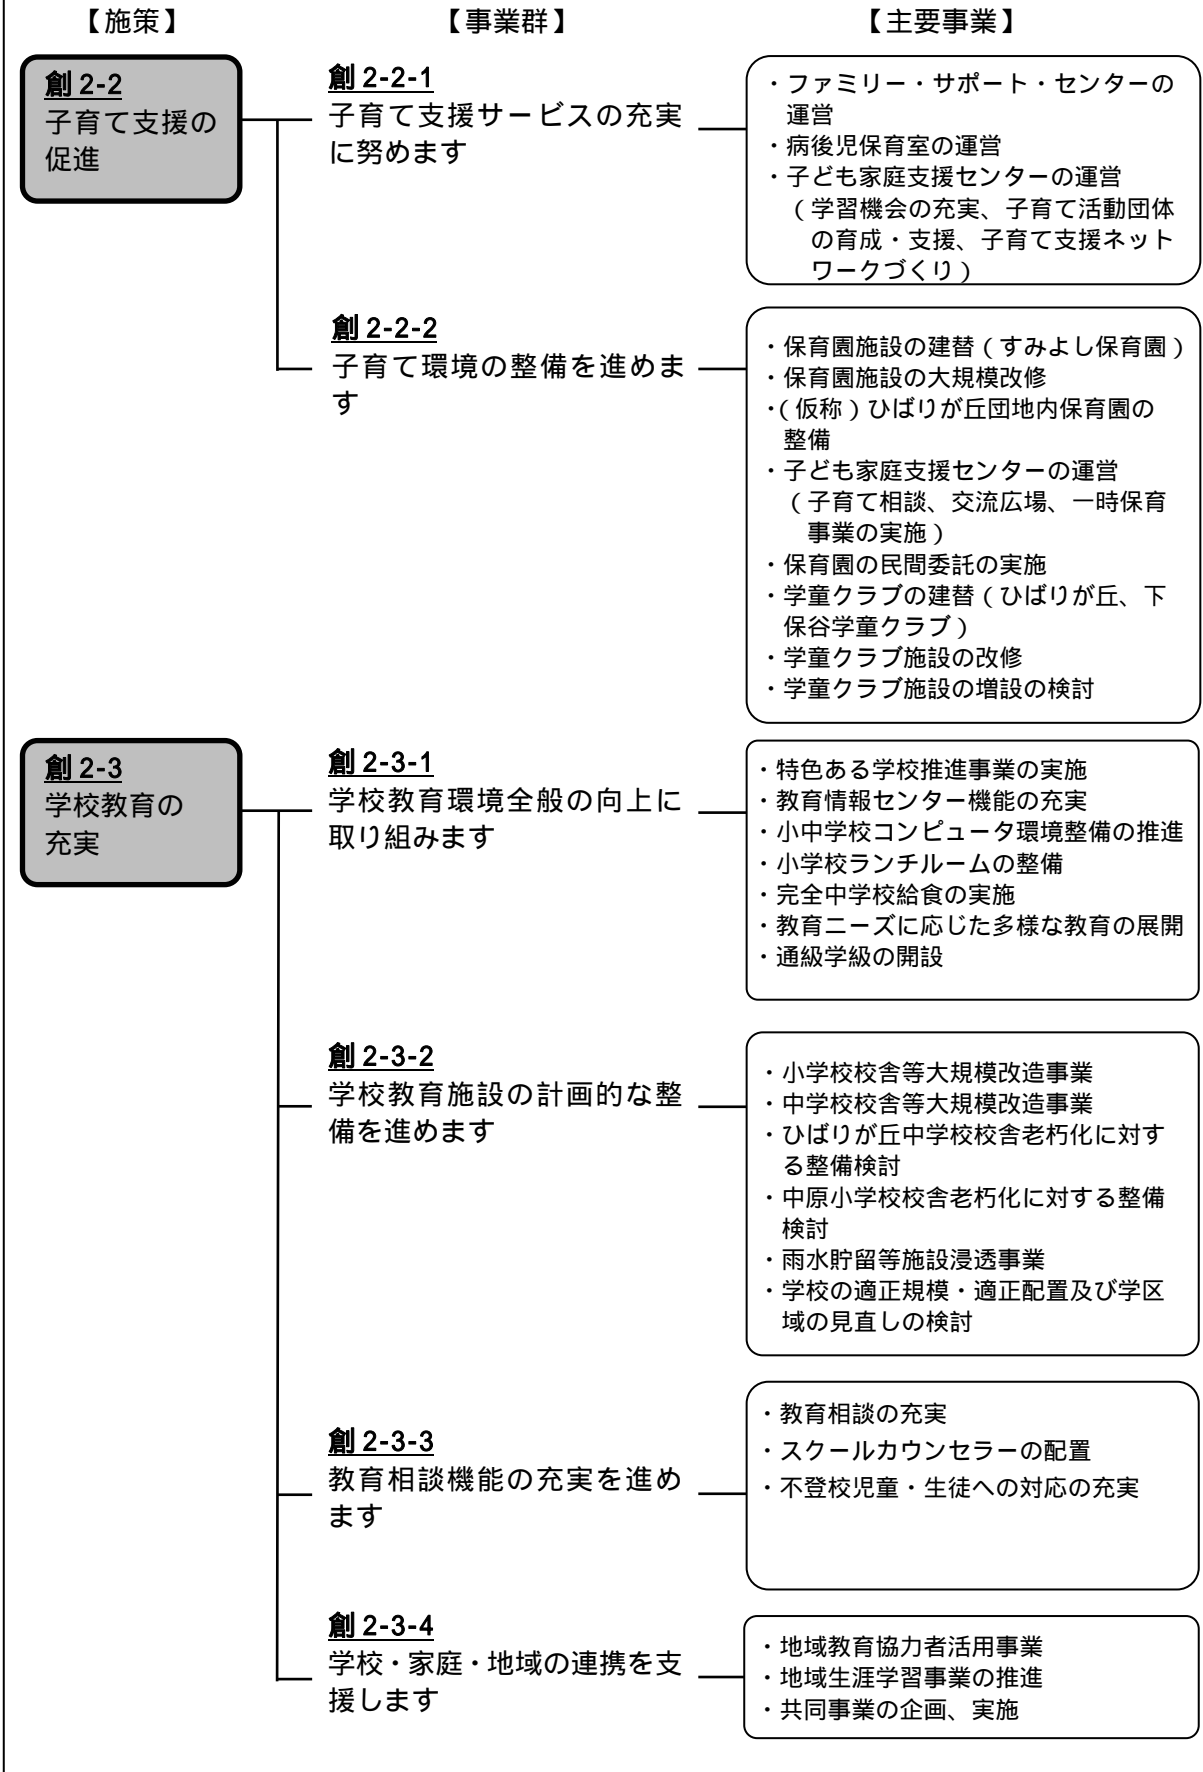 【施策】 【事業群】 【主要事業】
創 2-2
子育て支援の
促進
創 2-2-1
子育て支援サービスの充実
に努めます
・ファミリー・サポート・センターの
運営
・病後児保育室の運営
・子ども家庭支援センターの運営
（学習機会の充実、子育て活動団体
の育成・支援、子育て支援ネット
ワークづくり）
創 2-2-2
子育て環境の整備を進めま
す
・保育園施設の建替（すみよし保育園）
・保育園施設の大規模改修
・（仮称）ひばりが丘団地内保育園の
整備
・子ども家庭支援センターの運営
（子育て相談、交流広場、一時保育
事業の実施）
・保育園の民間委託の実施
・学童クラブの建替（ひばりが丘、下
保谷学童クラブ）
・学童クラブ施設の改修
・学童クラブ施設の増設の検討
創 2-3
学校教育の
充実
創 2-3-1
学校教育環境全般の向上に
取り組みます
・特色ある学校推進事業の実施
・教育情報センター機能の充実
・小中学校コンピュータ環境整備の推進
・小学校ランチルームの整備
・完全中学校給食の実施
・教育ニーズに応じた多様な教育の展開
・通級学級の開設
創 2-3-2
学校教育施設の計画的な整
備を進めます
・小学校校舎等大規模改造事業
・中学校校舎等大規模改造事業
・ひばりが丘中学校校舎老朽化に対す
る整備検討
・中原小学校校舎老朽化に対する整備
検討
・雨水貯留等施設浸透事業
・学校の適正規模・適正配置及び学区
域の見直しの検討
創 2-3-3
教育相談機能の充実を進め
ます
・教育相談の充実
・スクールカウンセラーの配置
・不登校児童・生徒への対応の充実
創 2-3-4
学校・家庭・地域の連携を支
援します
・地域教育協力者活用事業
・地域生涯学習事業の推進
・共同事業の企画、実施